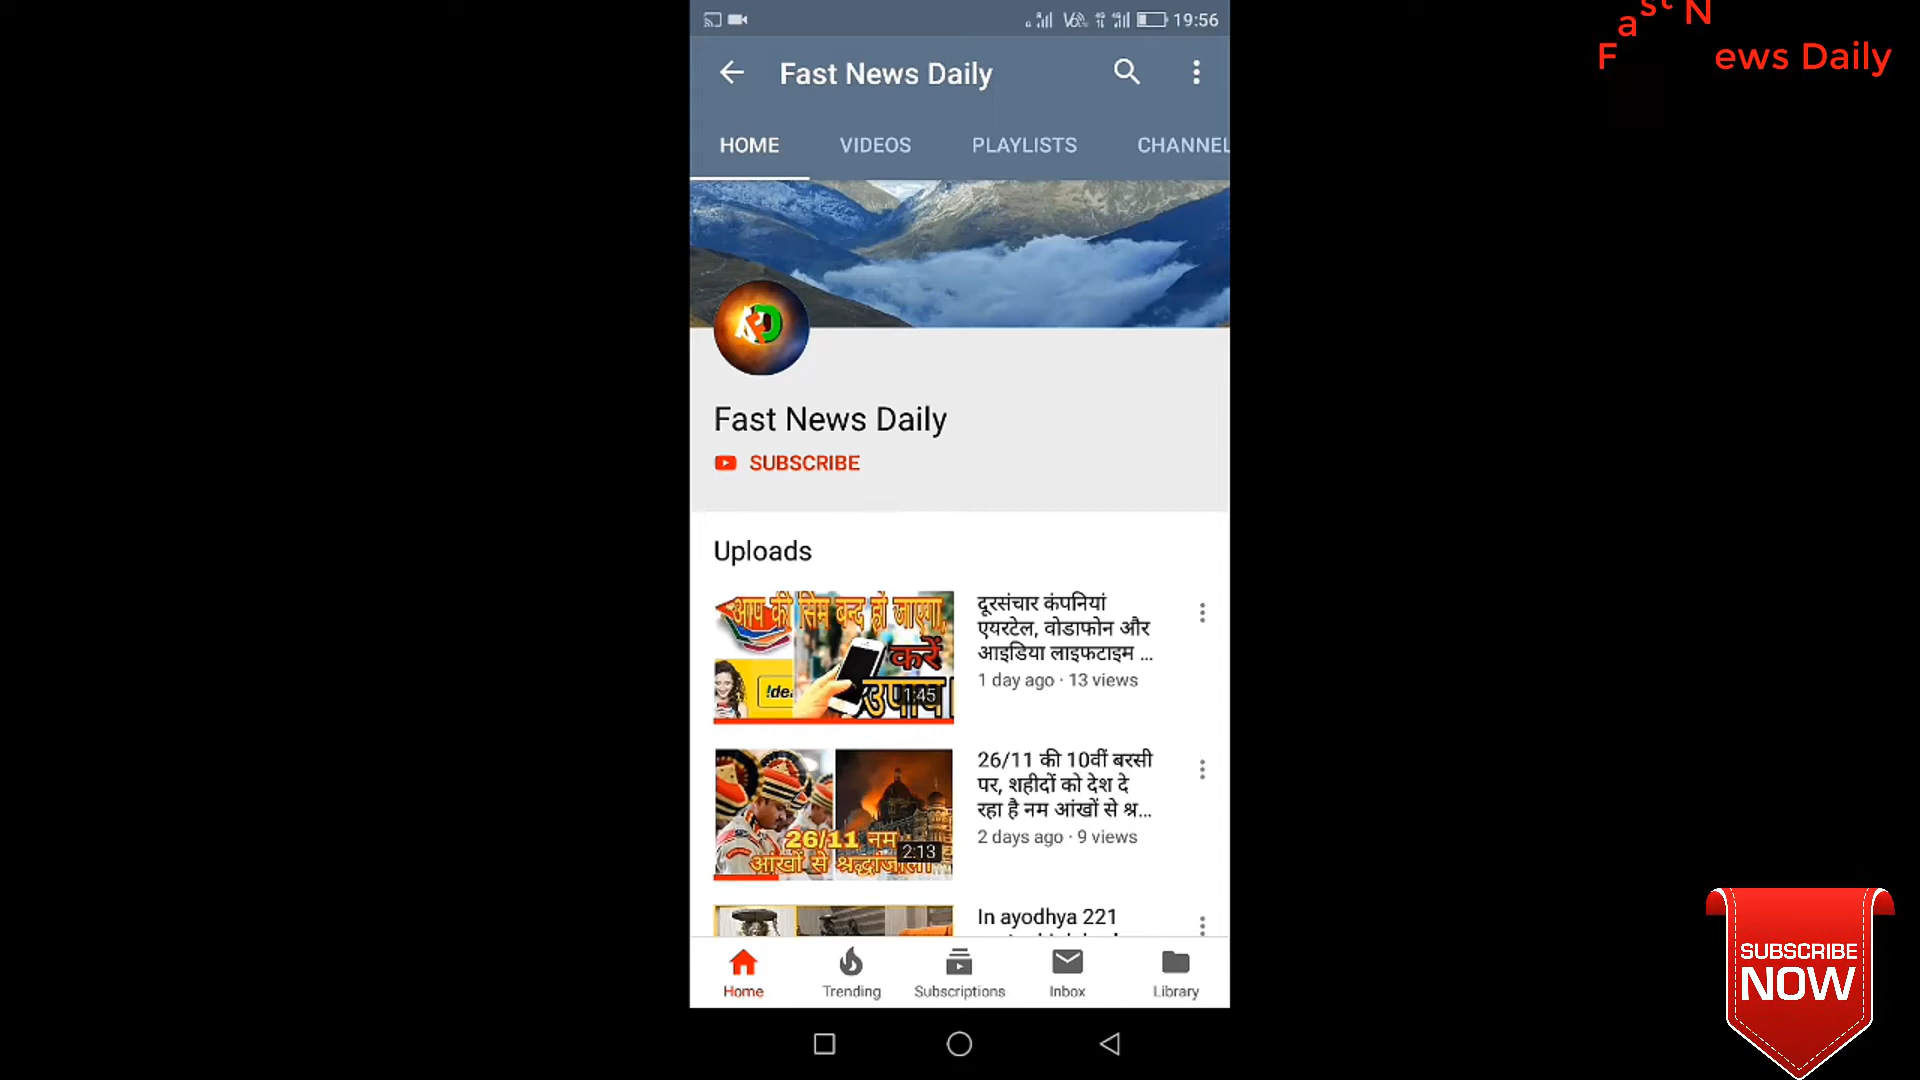 19:56
Fast News Daily
Fast News Daily
HOME VIDEOS PLAYLISTS CHANNEL
Fast News Daily
SUBSCRIBE
Uploads
आप की सिम बन्द हो जाएगा,
करें
!dea
उपाय
1:45
दूरसंचार कंपनियां
एयरटेल, वोडाफोन और
आइडिया लाइफटाइम ...
1 day ago · 13 views
26/11 नम
आंखों से श्रद्धांजली
2:13
26/11 की 10वीं बरसी
पर, शहीदों को देश दे
रहा है नम आंखों से श्र...
2 days ago · 9 views
In ayodhya 221
Home Trending Subscriptions Inbox Library
SUBSCRIBE
NOW